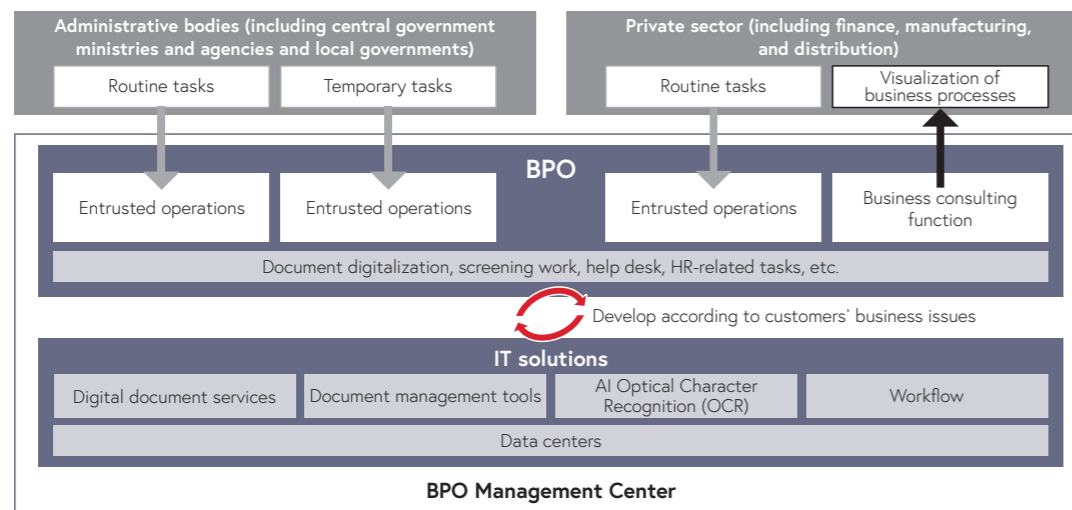 Administrative bodies (including central government
ministries and agencies and local governments)
Routine tasks
Temporary tasks
Private sector (including finance, manufacturing,
and distribution)
Routine tasks
Visualization of
business processes
BPO
Entrusted operations
Entrusted operations
Entrusted operations
Business consulting
function
Document digitalization, screening work, help desk, HR-related tasks, etc.
Develop according to customers' business issues
IT solutions
Digital document services
Document management tools
AI Optical Character
Recognition (OCR)
Workflow
Data centers
BPO Management Center